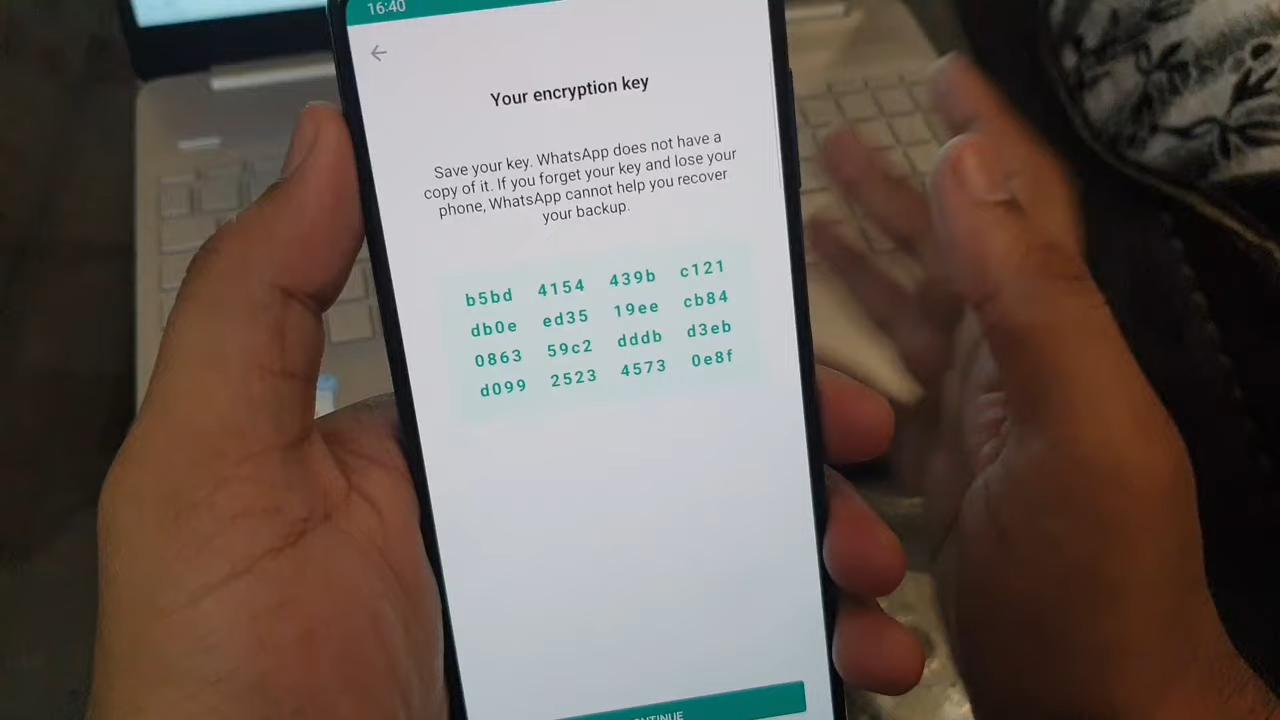 16:40
Your encryption key
Save your key. WhatsApp does not have a
copy of it. If you forget your key and lose your
phone, WhatsApp cannot help you recover
your backup.
b5bd 4154 439b c121
db0e ed35 19ee cb84
0863 59c2 dddb d3eb
d099 2523 4573 0e8f